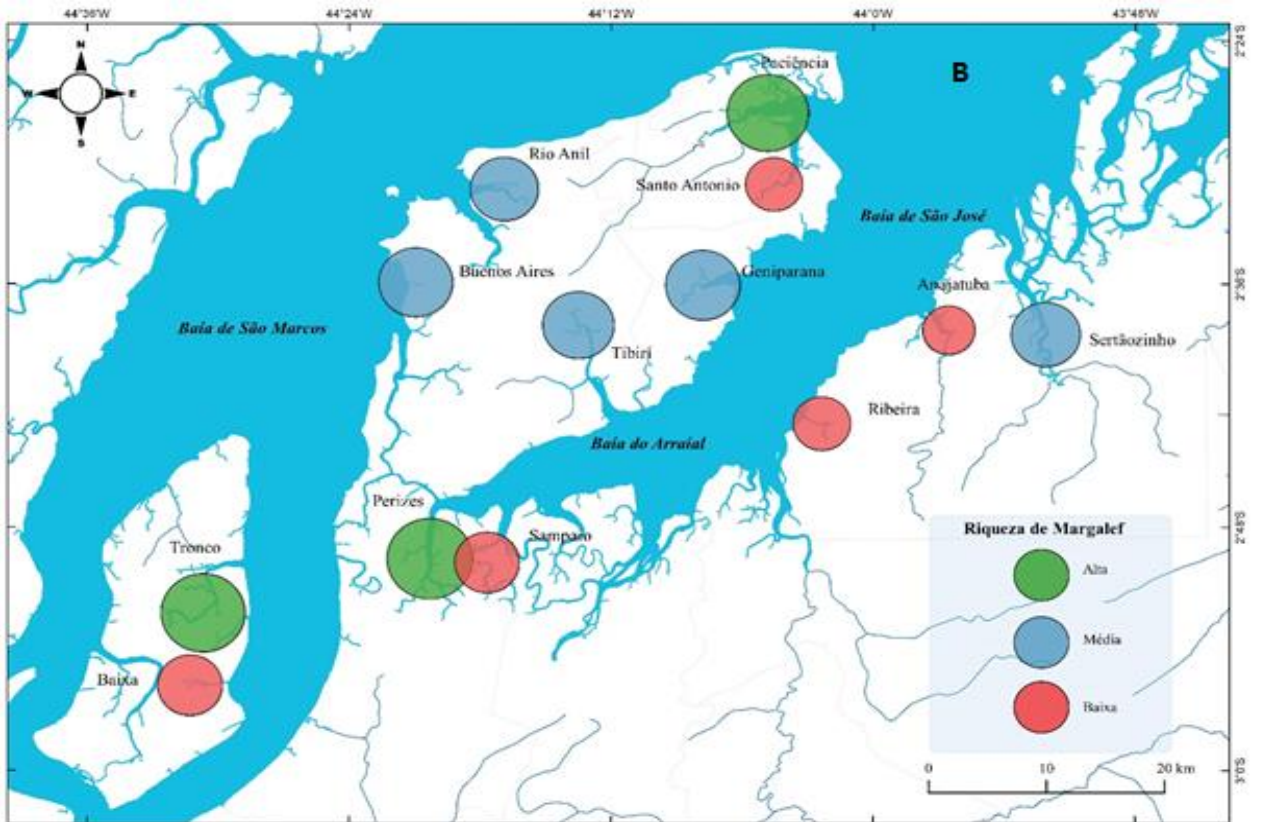 44°36'W 44°24'W 44°12'W 44°0'W 43°48'W
2°24'S
N
W E
S
B
Paciência
Rio Anil
Santo Antonio
Baía de São José
Buenos Aires
Geniparana
Anajatuba
2°36'S
Baía de São Marcos
Sertãozinho
Tibiri
Ribeira
Baía do Arraial
Perizes
2°48'S
Riqueza de Margalef
Sampaio
Tronco
Alta
Média
Baixa
Baixa
0 10 20 km
3°0'S